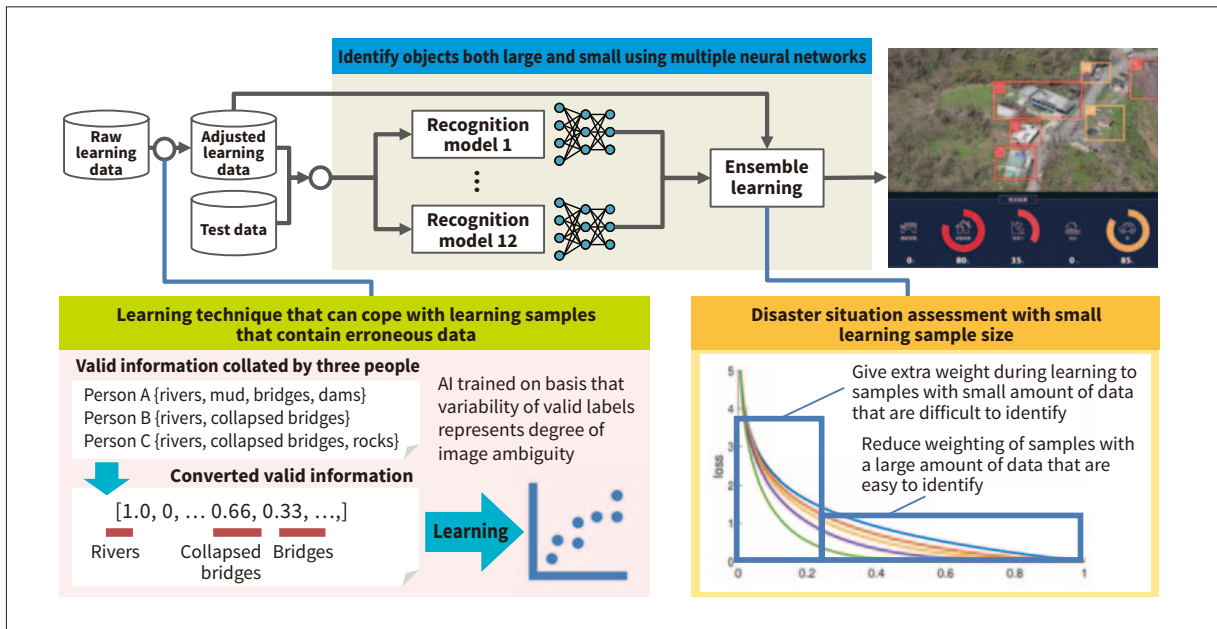 Identify objects both large and small using multiple neural networks
Raw
learning
data
Adjusted
learning
data
Test data
Recognition
model 1
⋮
Recognition
model 12
Ensemble
learning
0
80
35
0
85
Learning technique that can cope with learning samples
that contain erroneous data
Valid information collated by three people
Person A {rivers, mud, bridges, dams}
Person B {rivers, collapsed bridges}
Person C {rivers, collapsed bridges, rocks}
Converted valid information
[1.0, 0, … 0.66, 0.33, …,]
Rivers
Collapsed
bridges
Bridges
AI trained on basis that
variability of valid labels
represents degree of
image ambiguity
Learning
Disaster situation assessment with small
learning sample size
Give extra weight during learning to
samples with small amount of data
that are difficult to identify
Reduce weighting of samples with
a large amount of data that are
easy to identify
loss
5
4
3
2
1
0
0
0.2
0.4
0.6
0.8
1